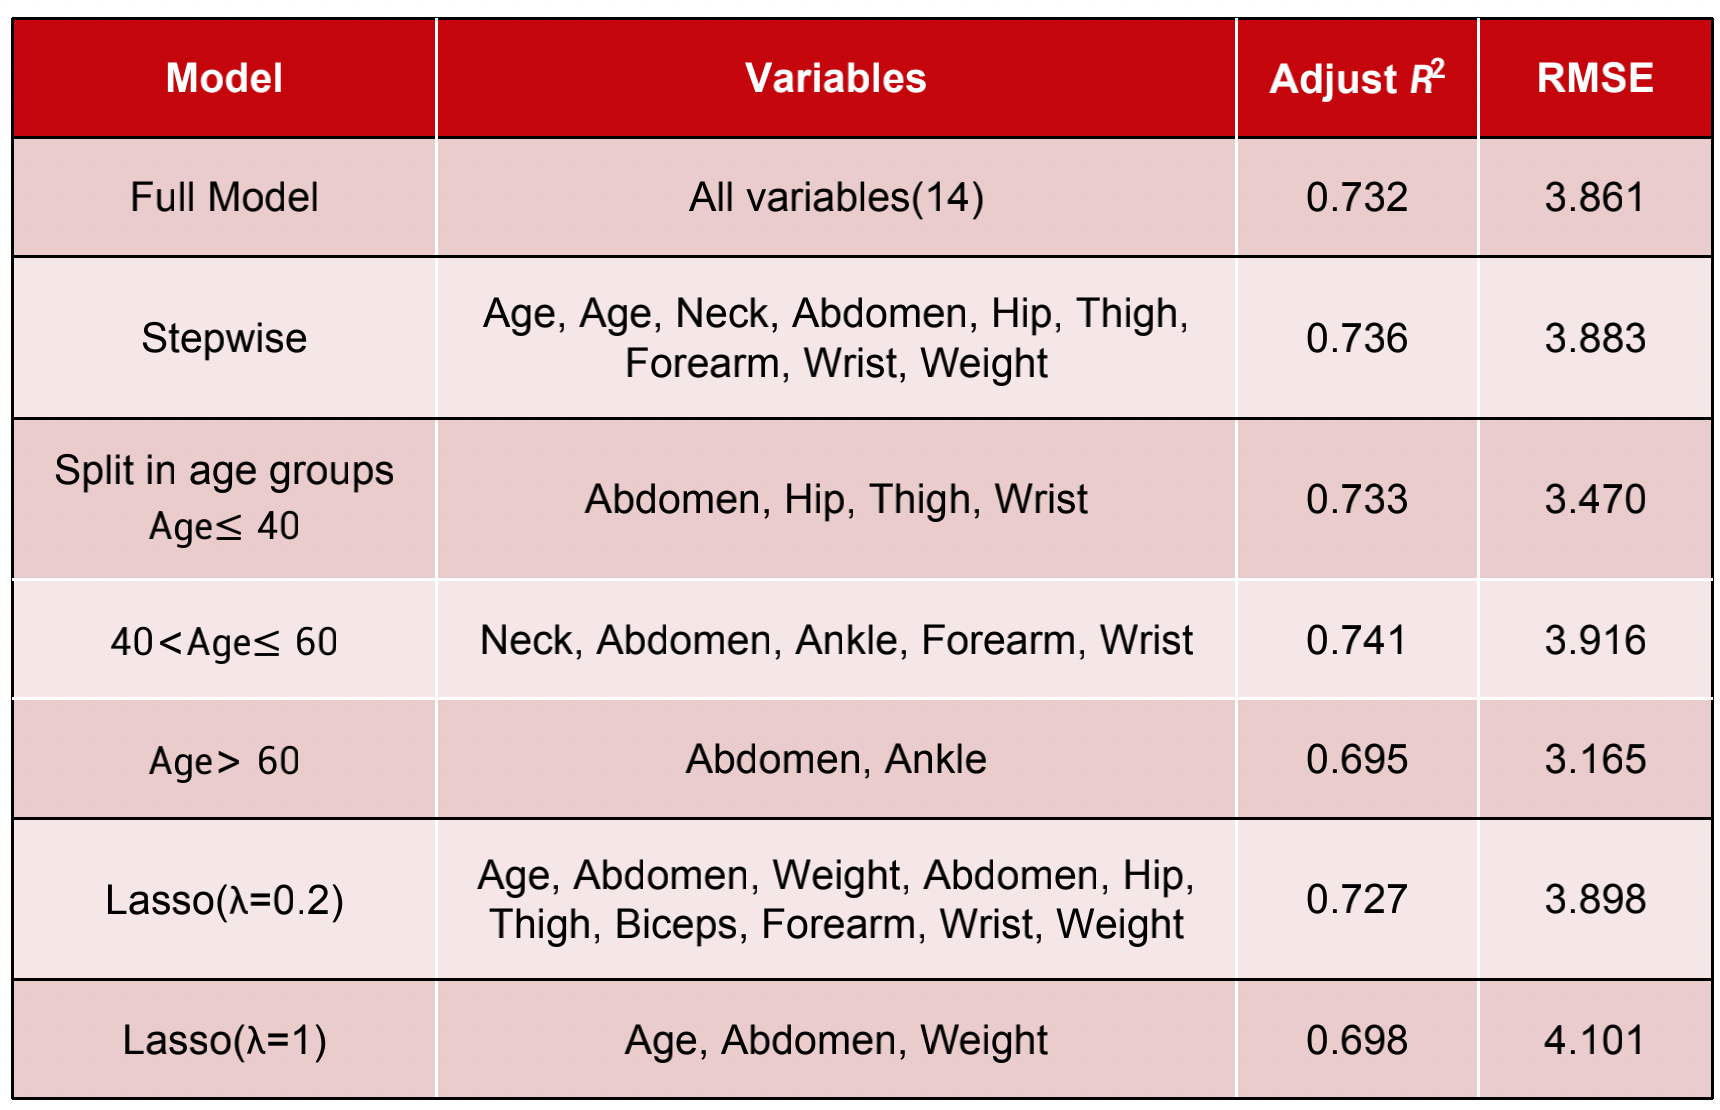 Model Variables Adjust R² RMSE
Full Model All variables(14) 0.732 3.861
Stepwise
Age, Age, Neck, Abdomen, Hip, Thigh,
Forearm, Wrist, Weight
0.736 3.883
Split in age groups
Age≤ 40
Abdomen, Hip, Thigh, Wrist 0.733 3.470
40<Age≤ 60 Neck, Abdomen, Ankle, Forearm, Wrist 0.741 3.916
Age> 60 Abdomen, Ankle 0.695 3.165
Lasso(λ=0.2)
Age, Abdomen, Weight, Abdomen, Hip,
Thigh, Biceps, Forearm, Wrist, Weight
0.727 3.898
Lasso(λ=1) Age, Abdomen, Weight 0.698 4.101